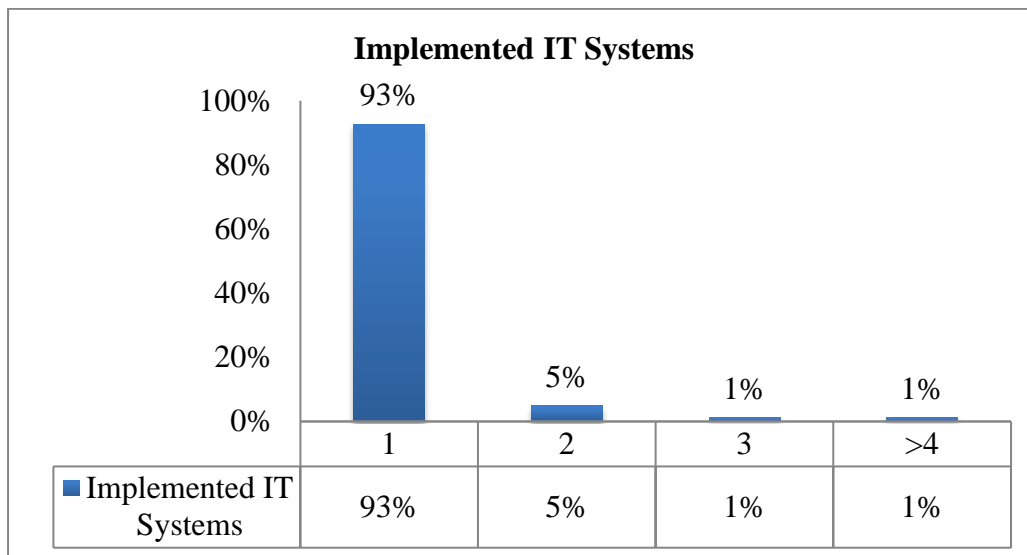 Implemented IT Systems
100%
80%
60%
40%
20%
0%
93%
5%
1%
1%
1 2 3 >4
Implemented IT
Systems
93% 5% 1% 1%